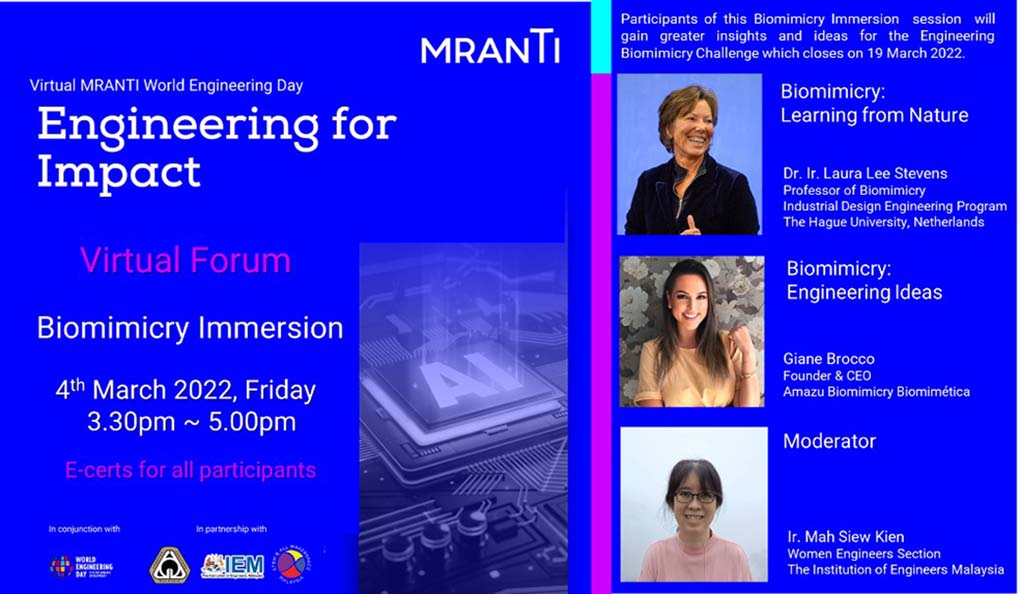 MRANTI
Virtual MRANTI World Engineering Day
Engineering for
Impact
Virtual Forum
Biomimicry Immersion
4th March 2022, Friday
3.30pm ~ 5.00pm
E-certs for all participants
AI
In conjunction with
In partnership with
WORLD
ENGINEERING
DAY
IEM
Participants of this Biomimicry Immersion session will
gain greater insights and ideas for the Engineering
Biomimicry Challenge which closes on 19 March 2022.
Biomimicry:
Learning from Nature
Dr. Ir. Laura Lee Stevens
Professor of Biomimicry
Industrial Design Engineering Program
The Hague University, Netherlands
Biomimicry:
Engineering Ideas
Giane Brocco
Founder & CEO
Amazu Biomimicry Biomimética
Moderator
Ir. Mah Siew Kien
Women Engineers Section
The Institution of Engineers Malaysia